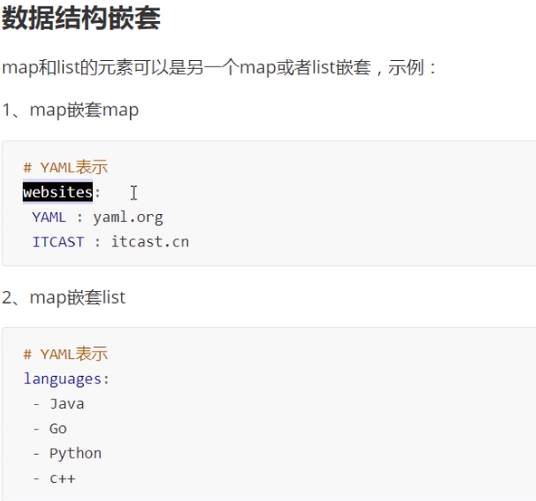 数据结构嵌套
map和list的元素可以是另一个map或者list嵌套，示例：
1、map嵌套map
# YAML表示
websites:
 YAML : yaml.org
 ITCAST : itcast.cn
2、map嵌套list
# YAML表示
languages:
 - Java
 - Go
 - Python
 - c++